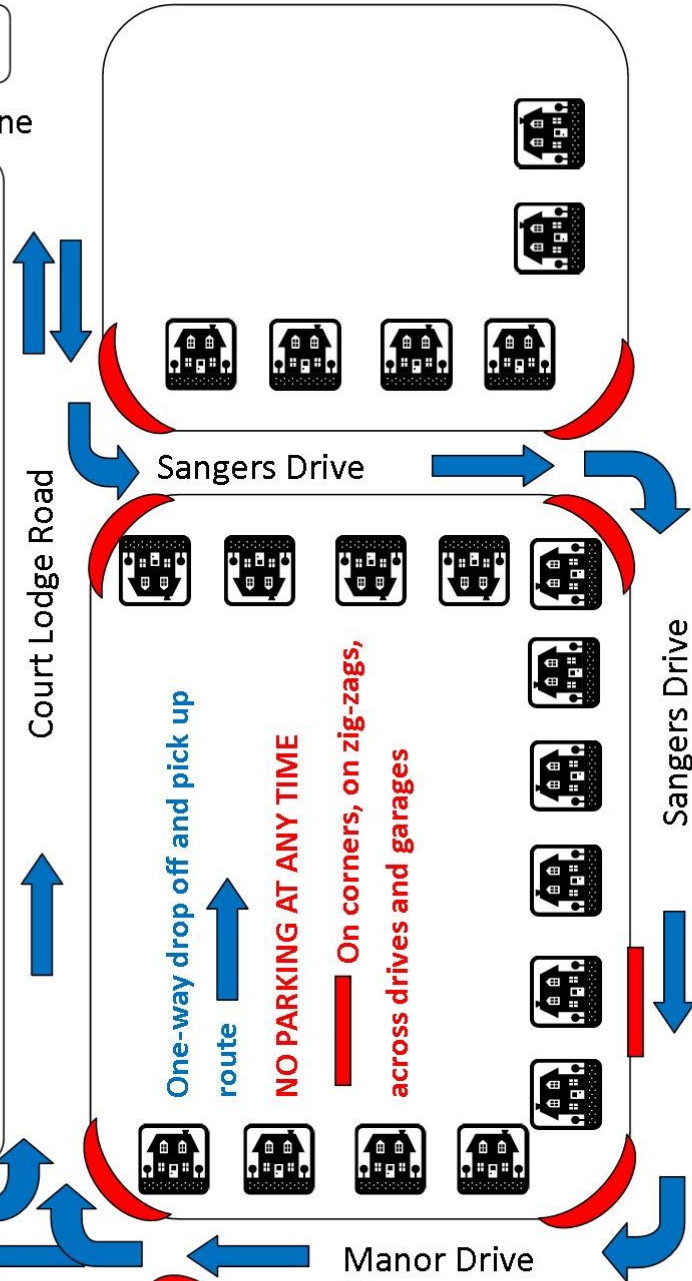 ne
Sangers Drive
Court Lodge Road
Sangers Drive
One-way drop off and pick up
route
NO PARKING AT ANY TIME
On corners, on zig-zags,
across drives and garages
Manor Drive